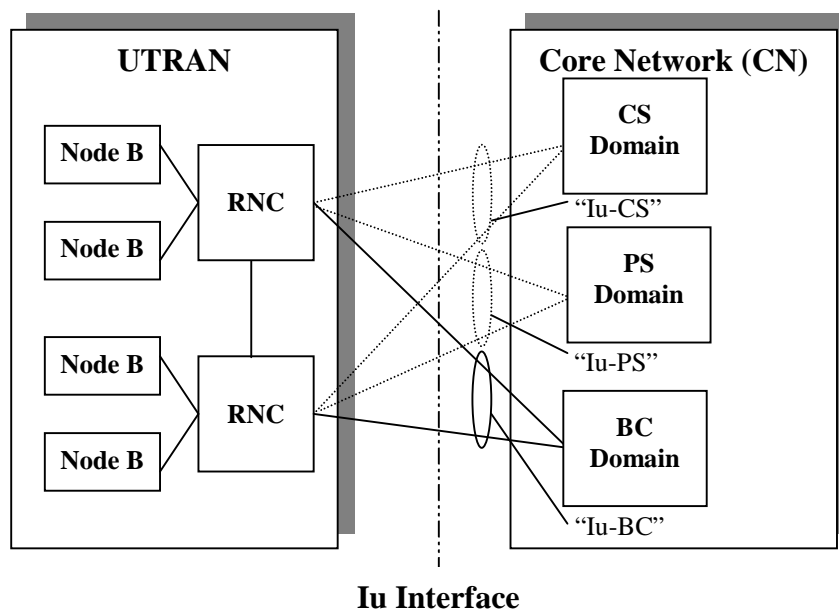 UTRAN
Node B
Node B
RNC
Node B
Node B
RNC
Core Network (CN)
CS
Domain
“Iu-CS”
PS
Domain
“Iu-PS”
BC
Domain
“Iu-BC”
Iu Interface